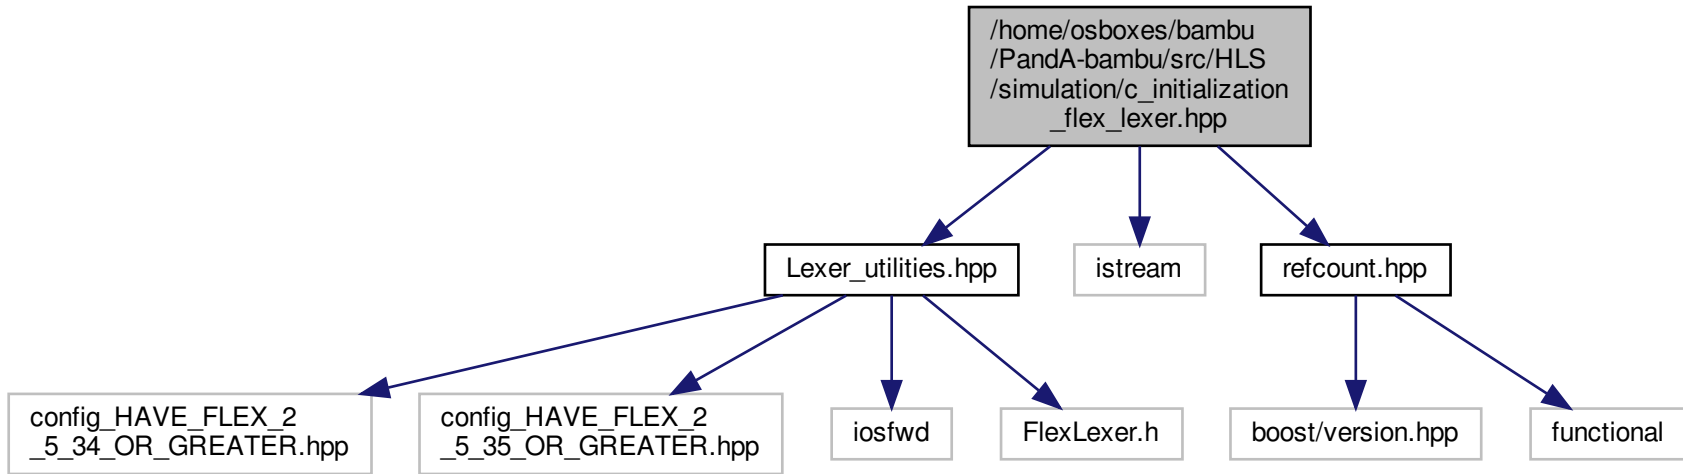 /home/osboxes/bambu
/PandA-bambu/src/HLS
/simulation/c_initialization
_flex_lexer.hpp
Lexer_utilities.hpp
istream
refcount.hpp
config_HAVE_FLEX_2
_5_34_OR_GREATER.hpp
config_HAVE_FLEX_2
_5_35_OR_GREATER.hpp
iosfwd
FlexLexer.h
boost/version.hpp
functional